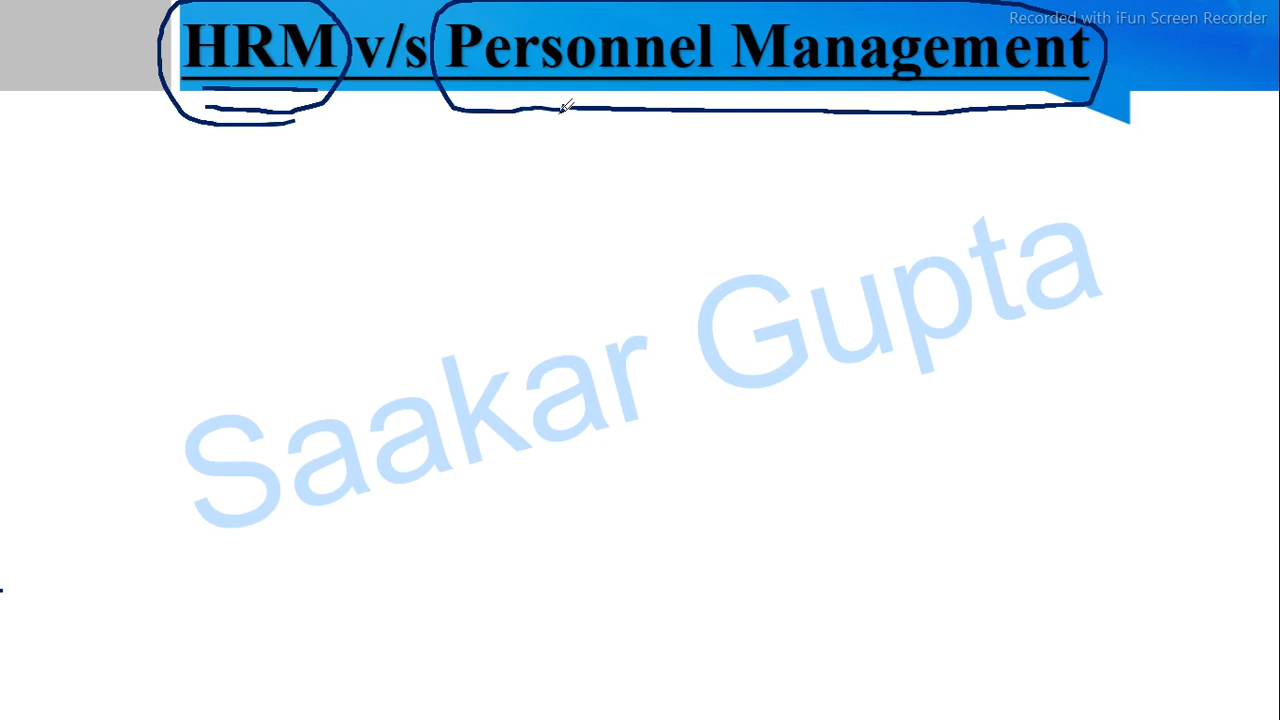 Recorded with iFun Screen Recorder
HRM v/s Personnel Management
Saakar Gupta